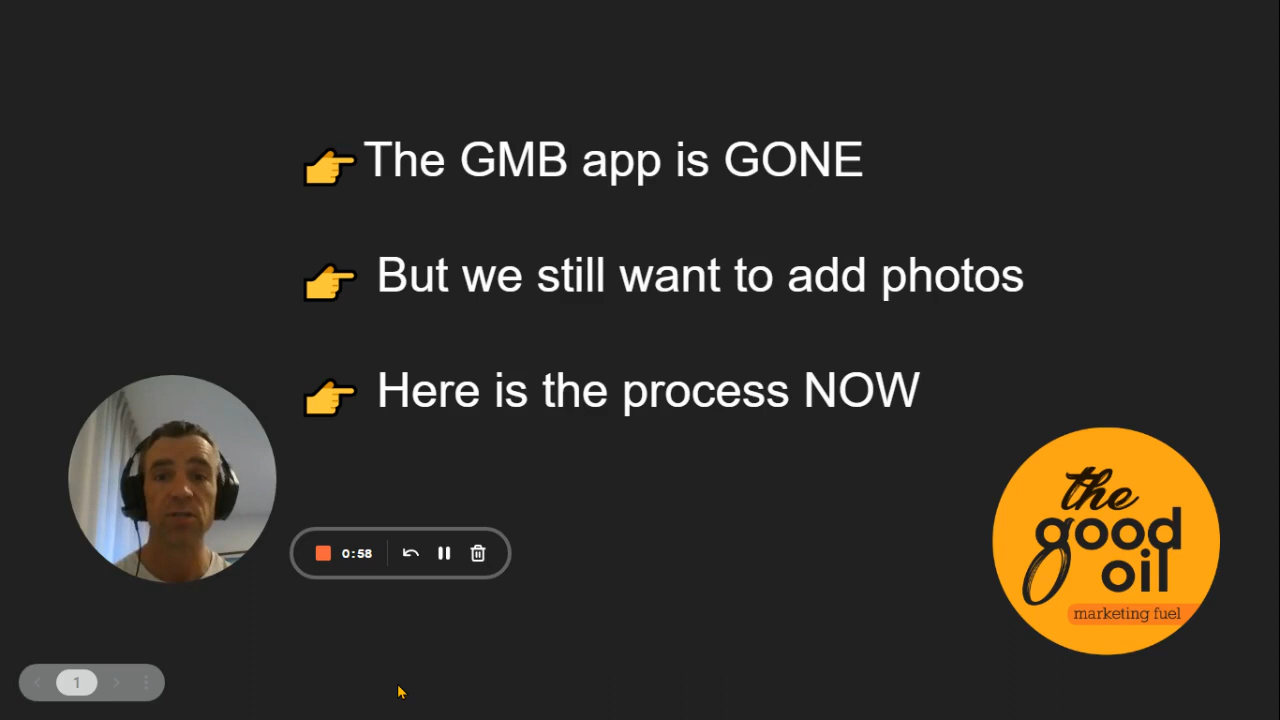 👉The GMB app is GONE
👉 But we still want to add photos
👉 Here is the process NOW
0:58
the
good
oil
marketing fuel
1